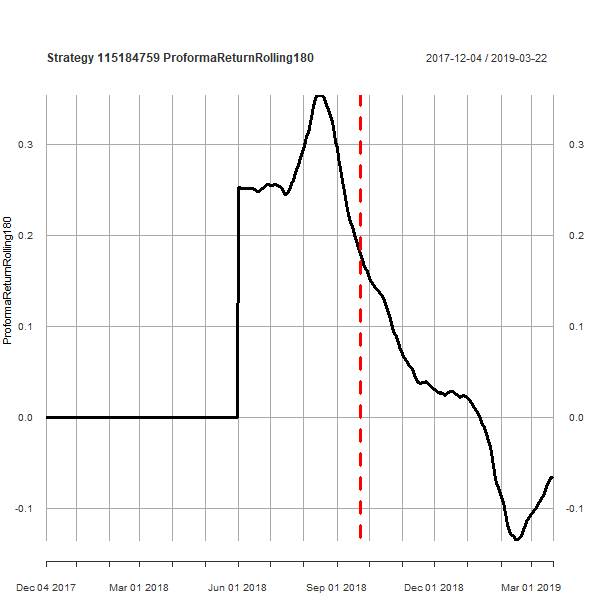 Strategy 115184759 ProformaReturnRolling180
2017-12-04 / 2019-03-22
ProformaReturnRolling180
0.3
0.2
0.1
0.0
-0.1
0.3
0.2
0.1
0.0
-0.1
Dec 04 2017
Mar 01 2018
Jun 01 2018
Sep 01 2018
Dec 01 2018
Mar 01 2019